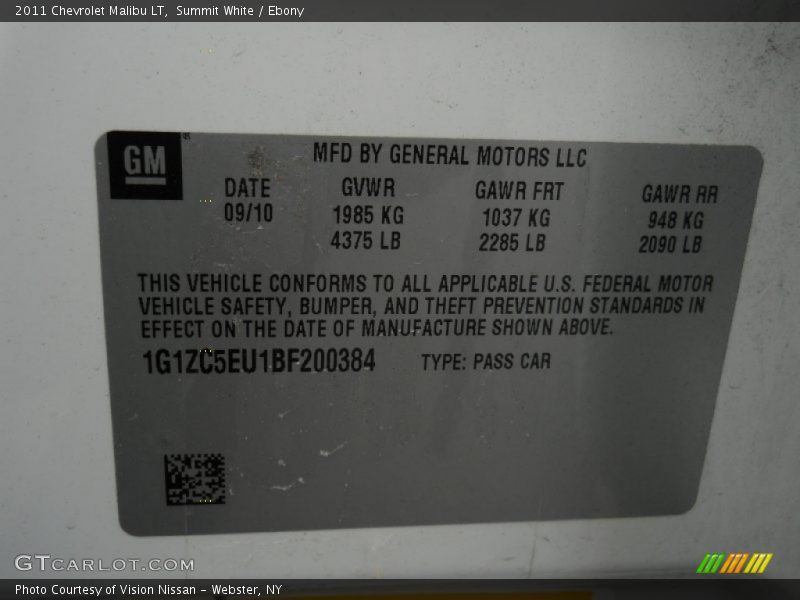 2011 Chevrolet Malibu LT, Summit White / Ebony
GM
MFD BY GENERAL MOTORS LLC
DATE GVWR GAWR FRT GAWR RR
09/10 1985 KG 1037 KG 948 KG
4375 LB 2285 LB 2090 LB
THIS VEHICLE CONFORMS TO ALL APPLICABLE U.S. FEDERAL MOTOR
VEHICLE SAFETY, BUMPER, AND THEFT PREVENTION STANDARDS IN
EFFECT ON THE DATE OF MANUFACTURE SHOWN ABOVE.
1G1ZC5EU1BF200384 TYPE: PASS CAR
GTCARLOT.COM
Photo Courtesy of Vision Nissan - Webster, NY